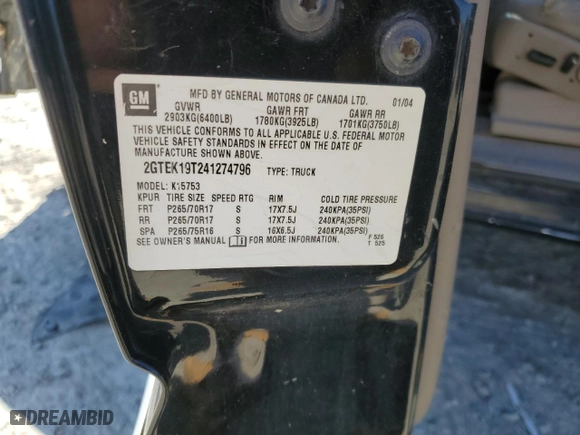 GM
MFD BY GENERAL MOTORS OF CANADA LTD. 01/04
GVWR GAWR FRT GAWR RR
2903KG(6400LB) 1780KG(3925LB) 1701KG(3750LB)
THIS VEHICLE CONFORMS TO ALL APPLICABLE U.S. FEDERAL MOTOR
VEHICLE SAFETY STANDARDS IN EFFECT ON THE DATE OF
MANUFACTURE SHOWN ABOVE.
2GTEK19T241274796 TYPE: TRUCK
MODEL: K15753
KPUR TIRE SIZE SPEED RTG RIM COLD TIRE PRESSURE
FRT P265/70R17 S 17X7.5J 240KPA(35PSI)
RR P265/70R17 S 17X7.5J 240KPA(35PSI)
SPA P265/75R16 S 16X6.5J 240KPA(35PSI)
SEE OWNER'S MANUAL FOR MORE INFORMATION. F 525
T 525
DREAMBID